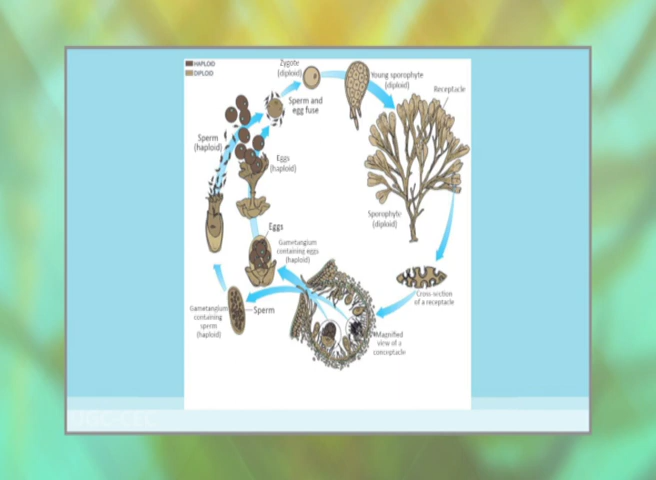 HAPLOID
DIPLOID
Zygote
(diploid)
Young sporophyte
(diploid)
Receptacle
Sperm and
egg fuse
Sperm
(haploid)
Eggs
(haploid)
Sporophyte
(diploid)
Eggs
Gametangium
containing eggs
(haploid)
Cross-section
of a receptacle
Gametangium
containing
sperm
(haploid)
Sperm
Magnified
view of a
conceptacle